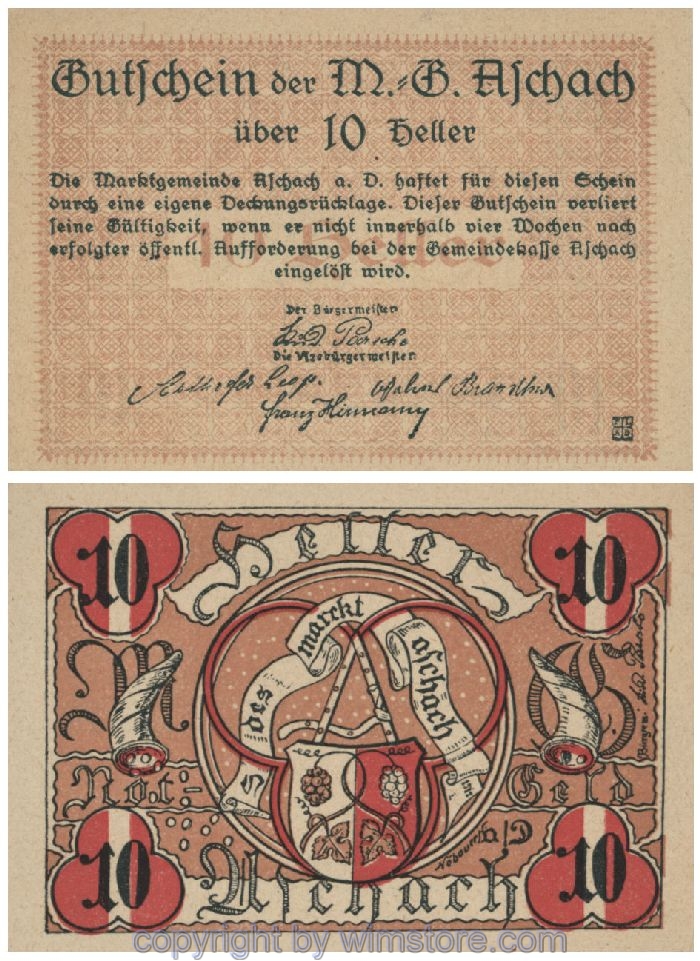 Gutschein der M.-G. Aschach
über 10 Heller
Die Marktgemeinde Aschach a. D. haftet für diesen Schein
durch eine eigene Deckungsrücklage. Dieser Gutschein verliert
seine Gültigkeit, wenn er nicht innerhalb vier Wochen nach
erfolgter öffentl. Aufforderung bei der Gemeindekasse Aschach
eingelöst wird.
Der Bürgermeister
Die Vizebürgermeister
10 Heller 10
des marckt aschach
M G
Not:- Geld
a/D
10 Aschach 10
copyright by wimstore.com